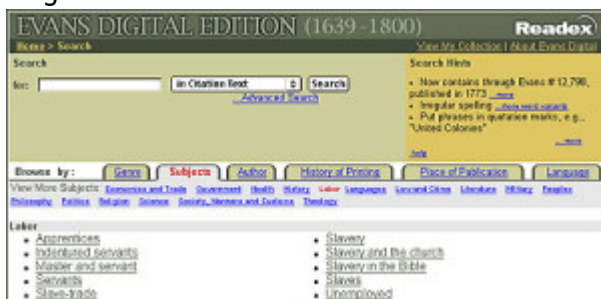 EVANS DIGITAL EDITION (1639-1800)
Readex
Home > Search
View My Collection | About Evans Digital
Search
for:
in Citation Text
Search
...Advanced Search
Search Hints
• Now contains through Evans # 12,798, published in 1773 ...more
• Irregular spelling ...
• Put phrases in quotation marks, e.g., "United Colonies"
...more
help
Browse by: Genre Subjects Author History of Printing Place of Publication Language
View More Subjects: Economics and Trade Government Health History Labor Languages Law and Crime Literature Military Peoples
Philosophy Politics Religion Science Society, Manners and Customs Theology
Labor
• Apprentices
• Indentured servants
• Master and servant
• Servants
• Slave-trade
• Slavery
• Slavery and the church
• Slavery in the Bible
• Slaves
• Unemployed